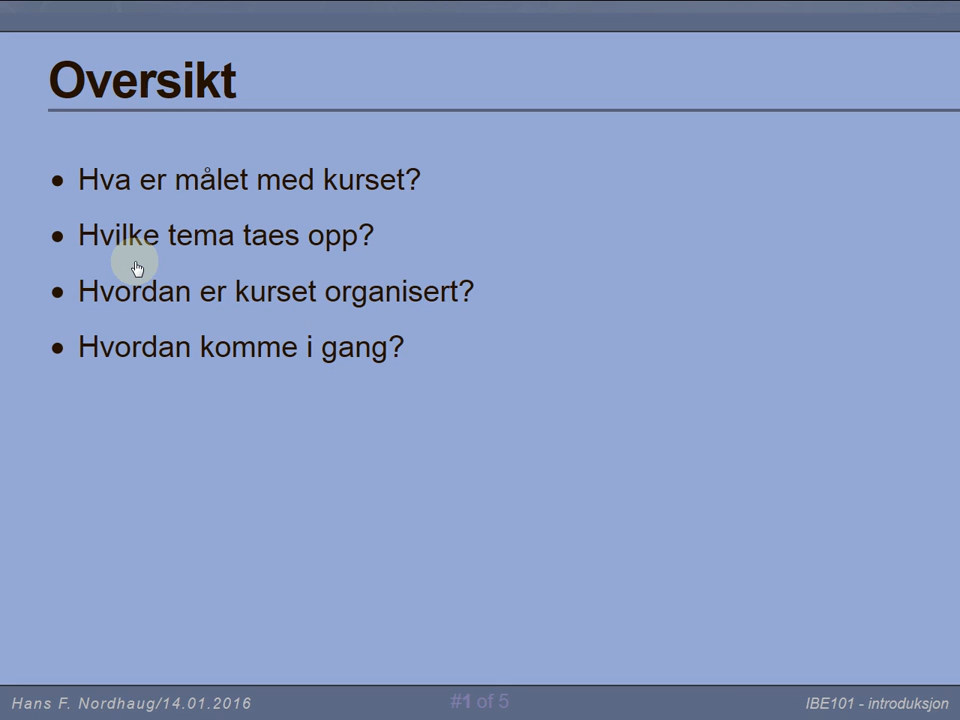 Oversikt
Hva er målet med kurset?
Hvilke tema taes opp?
Hvordan er kurset organisert?
Hvordan komme i gang?
Hans F. Nordhaug/14.01.2016
#1 of 5
IBE101 - introduksjon